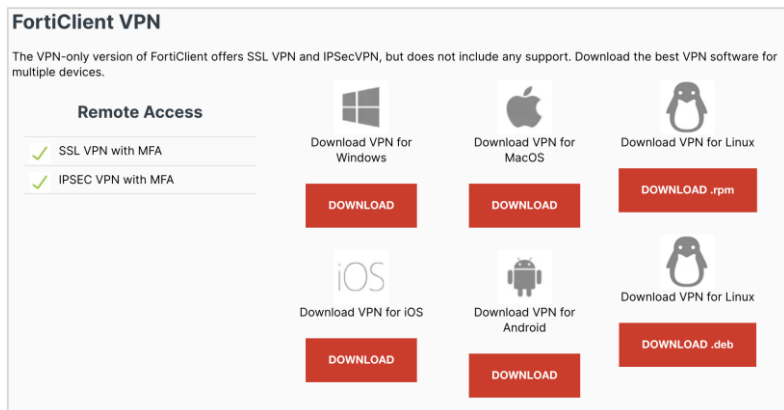 FortiClient VPN
The VPN-only version of FortiClient offers SSL VPN and IPSecVPN, but does not include any support. Download the best VPN software for
multiple devices.
Remote Access
SSL VPN with MFA
IPSEC VPN with MFA
Download VPN for
Windows
DOWNLOAD
Download VPN for
MacOS
DOWNLOAD
Download VPN for Linux
DOWNLOAD .rpm
iOS
Download VPN for iOS
DOWNLOAD
Download VPN for
Android
DOWNLOAD
Download VPN for Linux
DOWNLOAD .deb